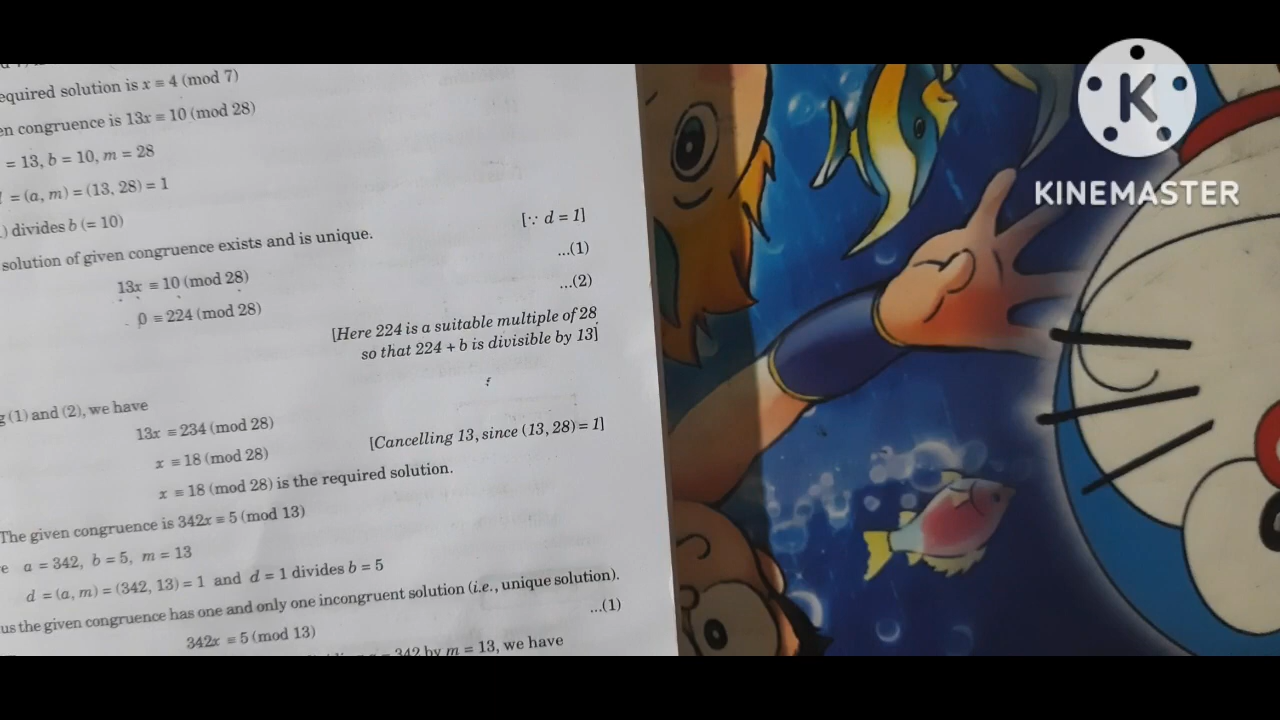 equired solution is x ≡ 4 (mod 7)
en congruence is 13x ≡ 10 (mod 28)
= 13, b = 10, m = 28
= (a, m) = (13, 28) = 1
) divides b (= 10)
[∵ d = 1]
solution of given congruence exists and is unique.
13x ≡ 10 (mod 28) ...(1)
0 ≡ 224 (mod 28) ...(2)
[Here 224 is a suitable multiple of 28
so that 224 + b is divisible by 13]
g (1) and (2), we have
13x ≡ 234 (mod 28)
x ≡ 18 (mod 28) [Cancelling 13, since (13, 28) = 1]
x ≡ 18 (mod 28) is the required solution.
The given congruence is 342x ≡ 5 (mod 13)
e a = 342, b = 5, m = 13
d = (a, m) = (342, 13) = 1 and d = 1 divides b = 5
us the given congruence has one and only one incongruent solution (i.e., unique solution).
342x ≡ 5 (mod 13) ...(1)
= 342 by m = 13, we have
K
KINEMASTER